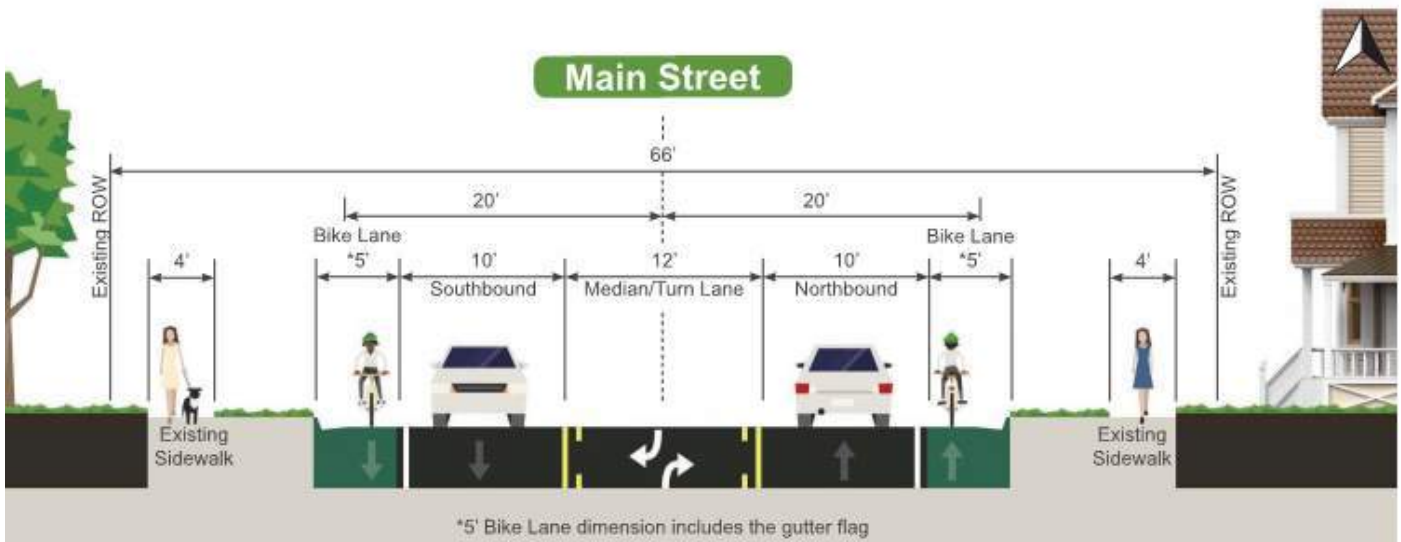 Main Street
66'
20'
20'
Existing ROW
Existing ROW
Bike Lane
Bike Lane
4'
*5'
10'
12'
10'
*5'
4'
Southbound
Median/Turn Lane
Northbound
Existing
Sidewalk
Existing
Sidewalk
*5' Bike Lane dimension includes the gutter flag